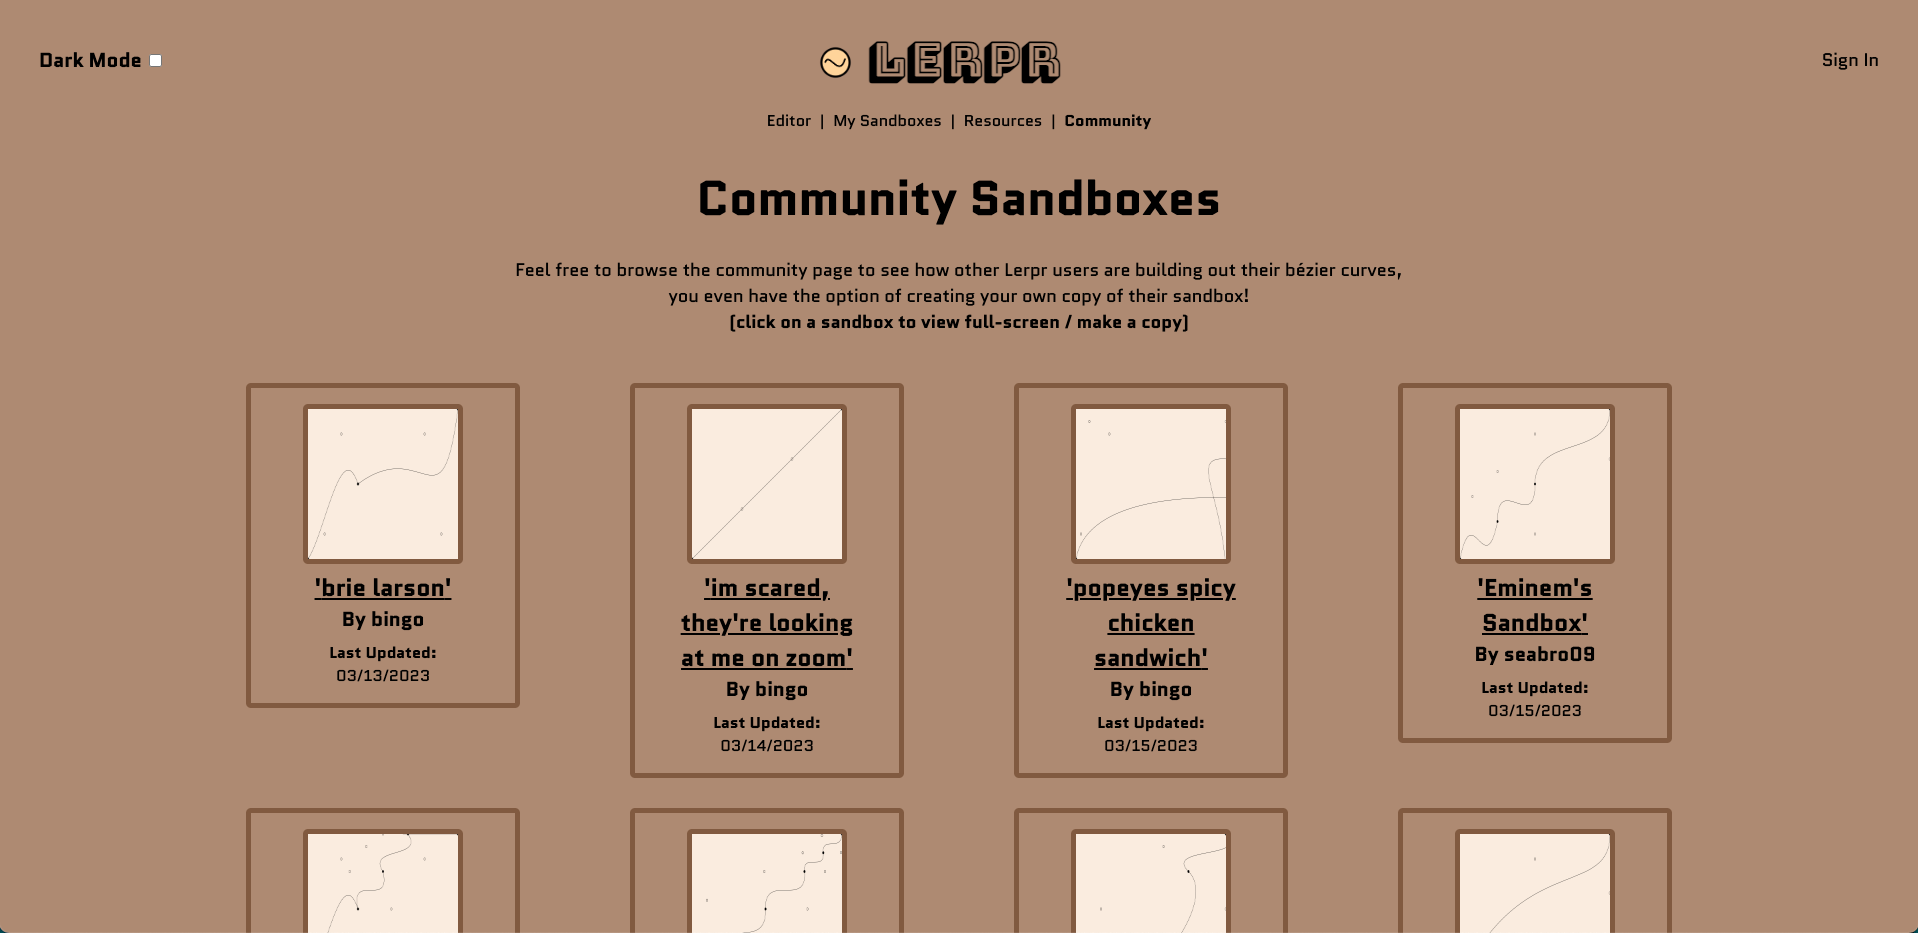 Dark Mode
LERPR
Sign In
Editor | My Sandboxes | Resources | Community
Community Sandboxes
Feel free to browse the community page to see how other Lerpr users are building out their bézier curves,
you even have the option of creating your own copy of their sandbox!
(click on a sandbox to view full-screen / make a copy)
'brie larson'
By bingo
Last Updated:
03/13/2023
'im scared,
they're looking
at me on zoom'
By bingo
Last Updated:
03/14/2023
'popeyes spicy
chicken
sandwich'
By bingo
Last Updated:
03/15/2023
'Eminem's
Sandbox'
By seabro09
Last Updated:
03/15/2023